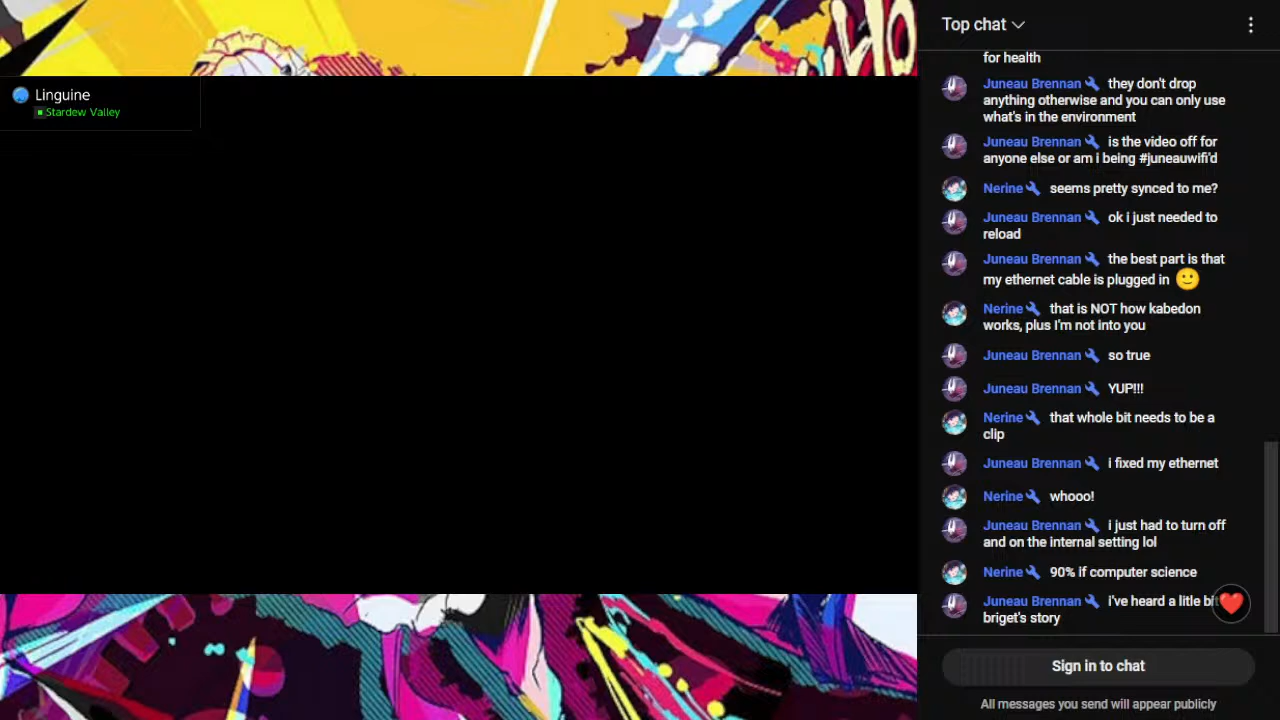 Linguine
Stardew Valley
Top chat
for health
Juneau Brennan they don't drop
anything otherwise and you can only use
what's in the environment
Juneau Brennan is the video off for
anyone else or am i being #juneauwifi'd
Nerine seems pretty synced to me?
Juneau Brennan ok i just needed to
reload
Juneau Brennan the best part is that
my ethernet cable is plugged in 🙂
Nerine that is NOT how kabedon
works, plus I'm not into you
Juneau Brennan so true
Juneau Brennan YUP!!!
Nerine that whole bit needs to be a
clip
Juneau Brennan i fixed my ethernet
Nerine whooo!
Juneau Brennan i just had to turn off
and on the internal setting lol
Nerine 90% if computer science
Juneau Brennan i've heard a litle
briget's story
Sign in to chat
All messages you send will appear publicly